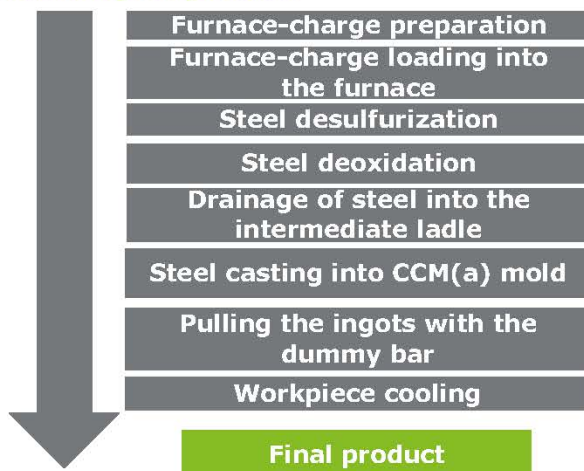 Furnace-charge preparation
Furnace-charge loading into
the furnace
Steel desulfurization
Steel deoxidation
Drainage of steel into the
intermediate ladle
Steel casting into CCM(a) mold
Pulling the ingots with the
dummy bar
Workpiece cooling
Final product